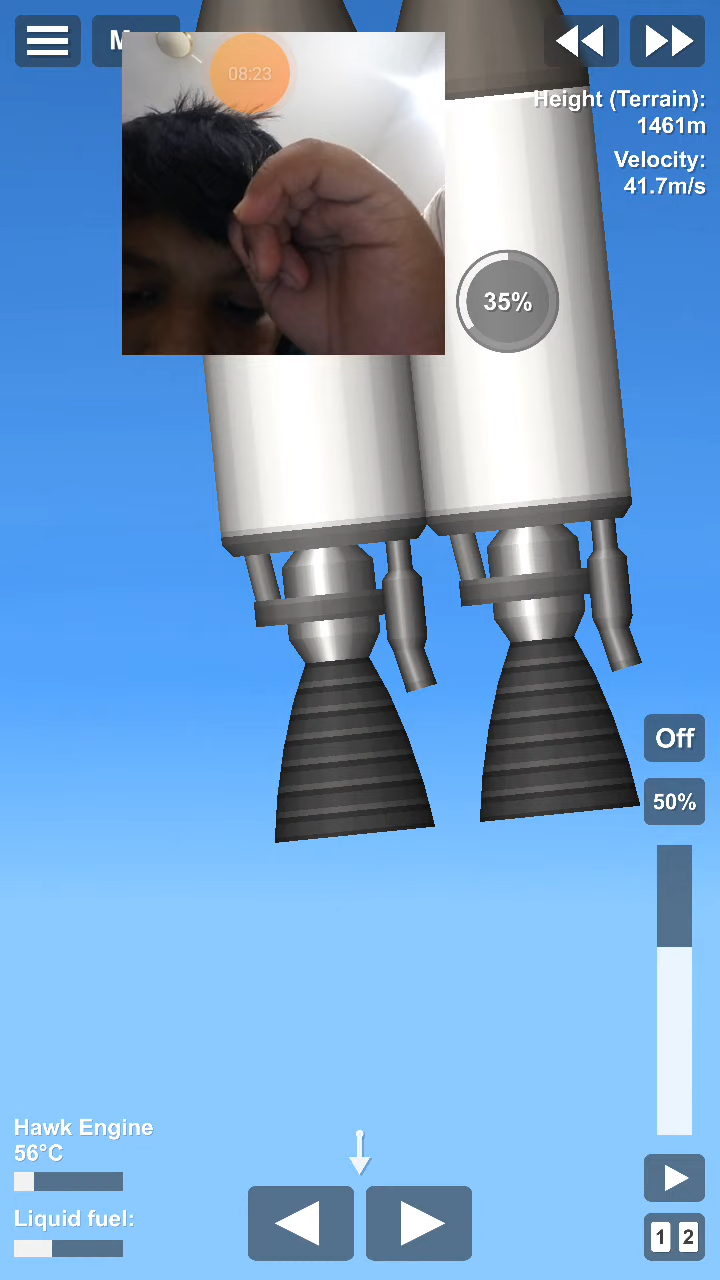 M
08:23
Height (Terrain):
1461m
Velocity:
41.7m/s
35%
Off
50%
Hawk Engine
56°C
Liquid fuel:
1 2